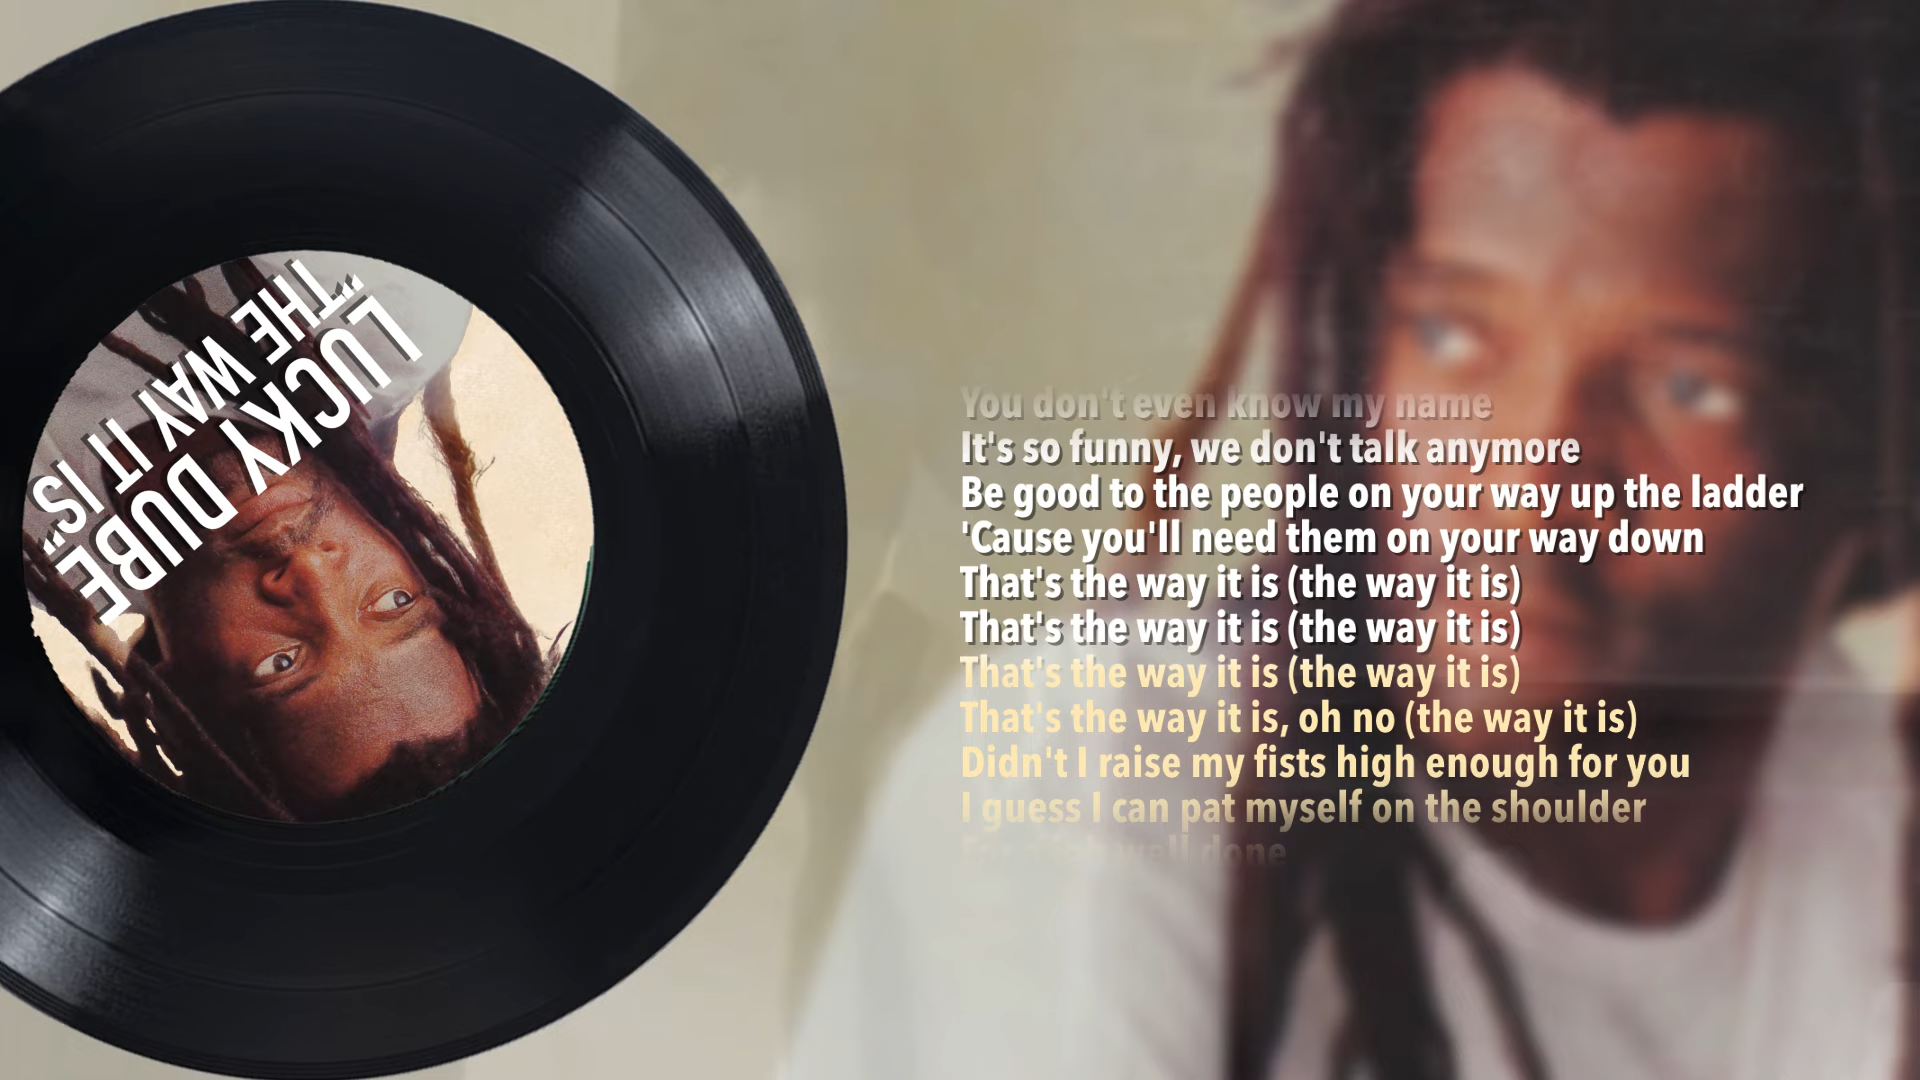 LUCKY DUBE
"THE WAY IT IS"
You don't even know my name
It's so funny, we don't talk anymore
Be good to the people on your way up the ladder
'Cause you'll need them on your way down
That's the way it is (the way it is)
That's the way it is (the way it is)
That's the way it is (the way it is)
That's the way it is, oh no (the way it is)
Didn't I raise my fists high enough for you
I guess I can pat myself on the shoulder
For a job well done